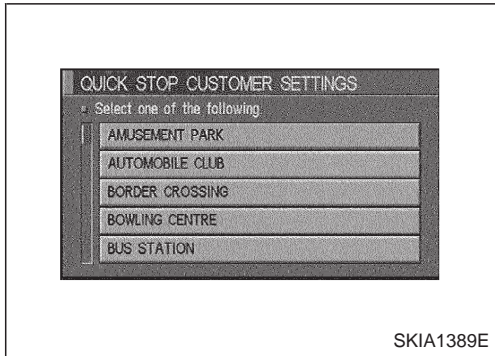 QUICK STOP CUSTOMER SETTINGS
Select one of the following
AMUSEMENT PARK
AUTOMOBILE CLUB
BORDER CROSSING
BOWLING CENTRE
BUS STATION
SKIA1389E